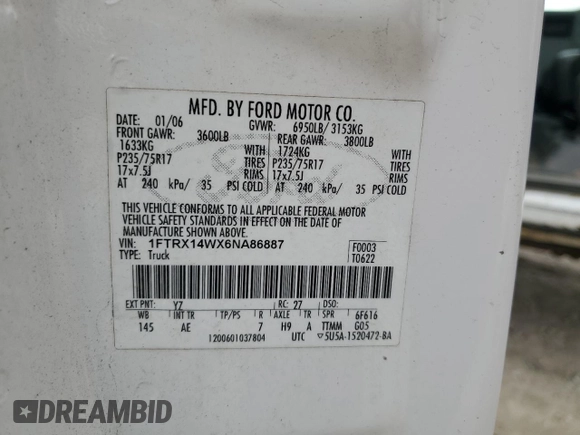 MFD. BY FORD MOTOR CO.
DATE: 01/06 GVWR: 6950LB/ 3153KG
FRONT GAWR: 3600LB REAR GAWR: 3800LB
1633KG 1724KG
P235/75R17 TIRES P235/75R17 TIRES
17x7.5J RIMS 17x7.5J RIMS
AT 240 kPa/ 35 PSI COLD AT 240 kPa/ 35 PSI COLD
THIS VEHICLE CONFORMS TO ALL APPLICABLE FEDERAL MOTOR
VEHICLE SAFETY STANDARDS IN EFFECT ON THE DATE OF
MANUFACTURE SHOWN ABOVE.
VIN: 1FTRX14WX6NA86887 F0003
TYPE: Truck T0622
EXT PNT: Y7 RC: 27 DSO:
WB INT TR TP/PS R AXLE TR SPR 6F616
145 AE 7 H9 A TTMM G05
1200601037804 UTC ▽5U5A-1520472-BA
DREAMBID